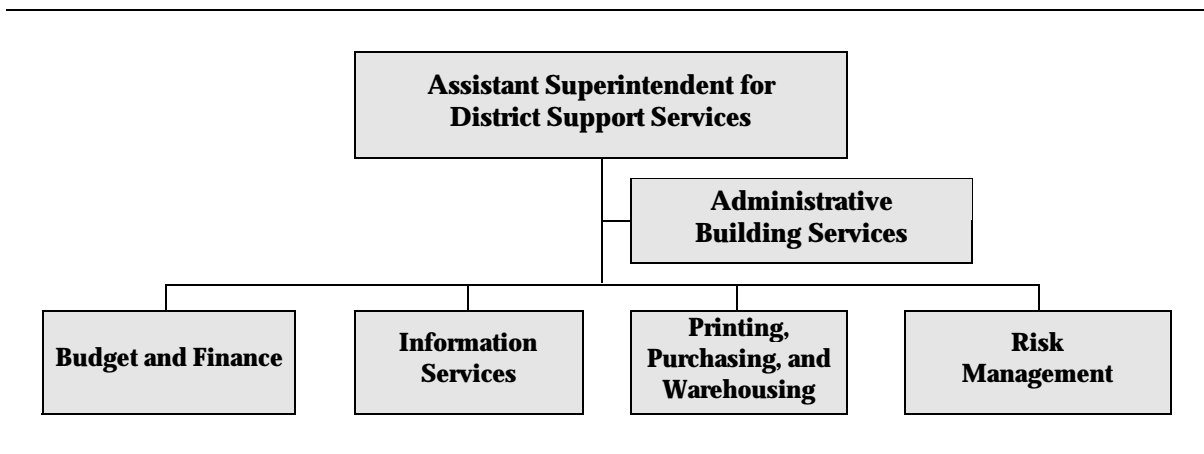 Assistant Superintendent for
District Support Services
Administrative
Building Services
Budget and Finance
Information
Services
Printing,
Purchasing, and
Warehousing
Risk
Management